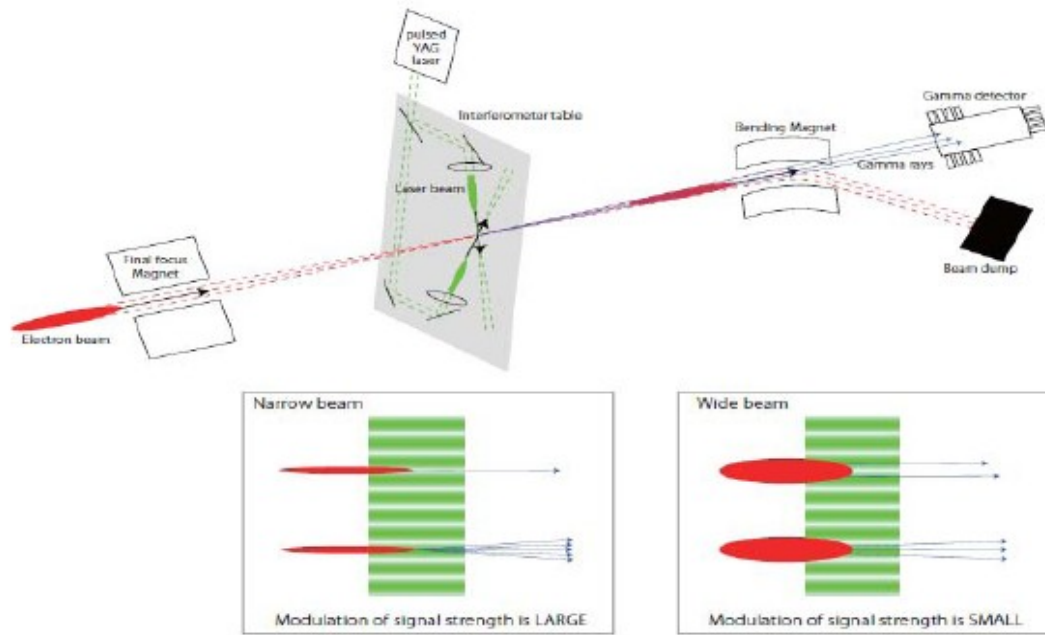 pulsed
YAG
laser
Interferometer table
Gamma detector
Bending Magnet
Gamma rays
Laser beam
Final focus
Magnet
Beam dump
Electron beam
Narrow beam
Modulation of signal strength is LARGE
Wide beam
Modulation of signal strength is SMALL